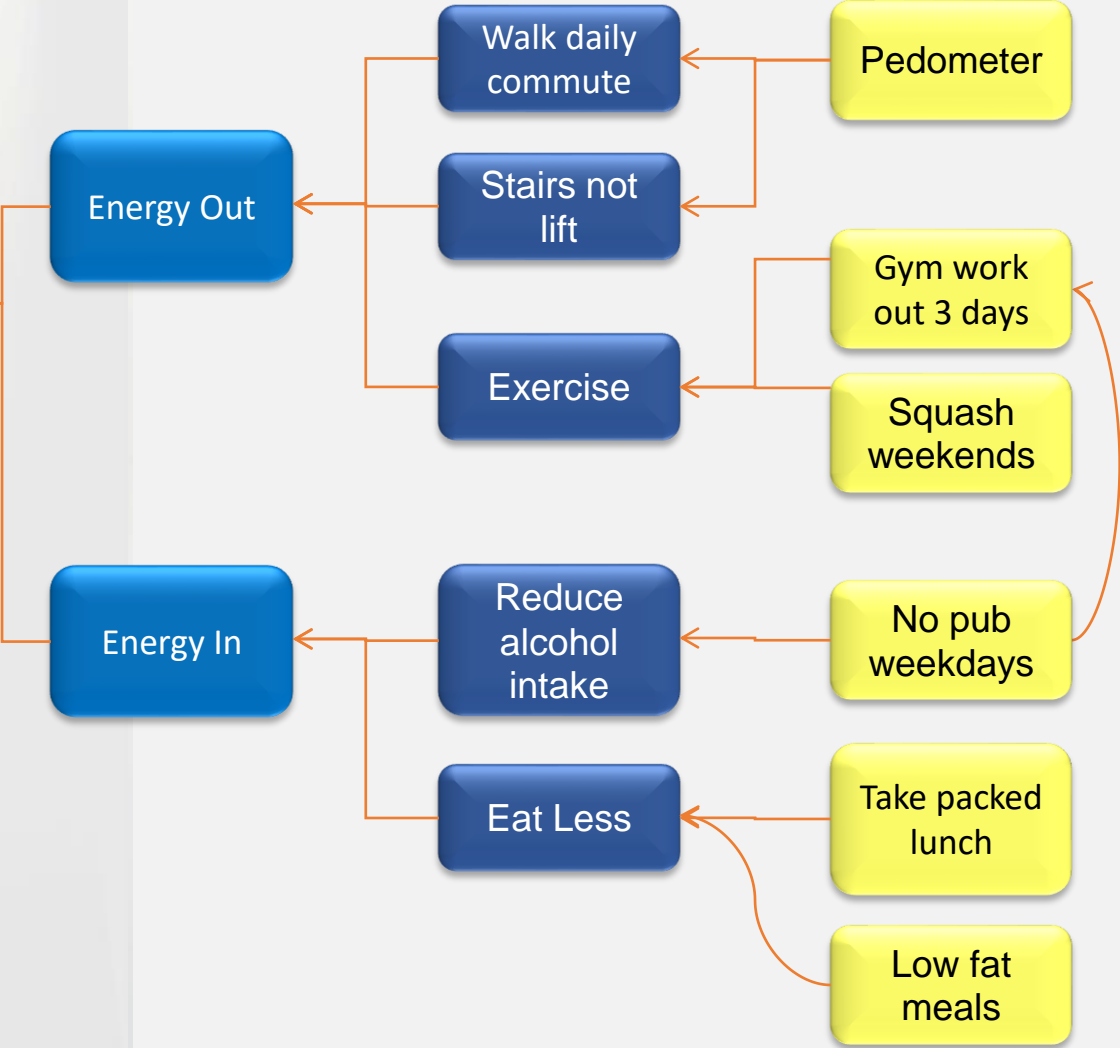 Walk daily
commute
Pedometer
Energy Out
Stairs not
lift
Gym work
out 3 days
Exercise
Squash
weekends
Energy In
Reduce
alcohol
intake
No pub
weekdays
Eat Less
Take packed
lunch
Low fat
meals